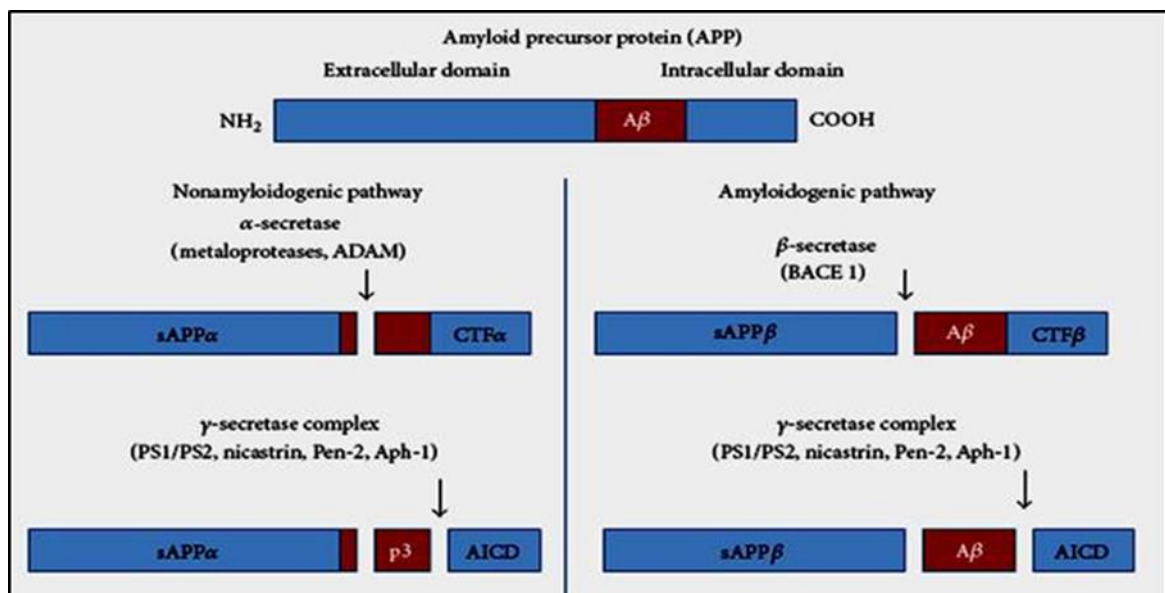 Amyloid precursor protein (APP)
Extracellular domain Intracellular domain
NH₂ Aβ COOH
Nonamyloidogenic pathway
α-secretase
(metaloproteases, ADAM)
sAPPα CTFα
γ-secretase complex
(PS1/PS2, nicastrin, Pen-2, Aph-1)
sAPPα p3 AICD
Amyloidogenic pathway
β-secretase
(BACE 1)
sAPPβ Aβ CTFβ
γ-secretase complex
(PS1/PS2, nicastrin, Pen-2, Aph-1)
sAPPβ Aβ AICD